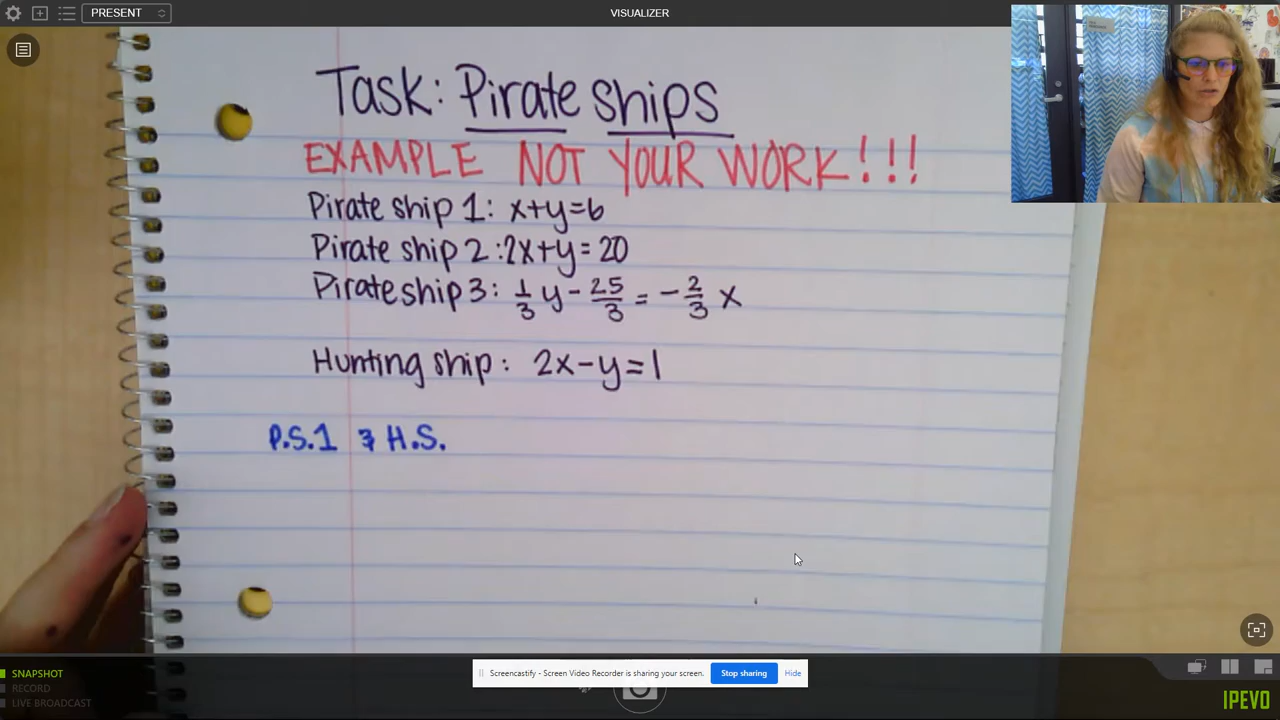 PRESENT
VISUALIZER
Task: Pirate ships
EXAMPLE NOT YOUR WORK!!!
Pirate ship 1: x+y=6
Pirate ship 2: 2x+y=20
Pirate ship 3: 1/3 y - 25/3 = -2/3 x
Hunting ship: 2x-y=1
P.S.1 & H.S.
Screencastify - Screen Video Recorder is sharing your screen. Stop sharing Hide
SNAPSHOT
RECORD
LIVE BROADCAST
IPEVO